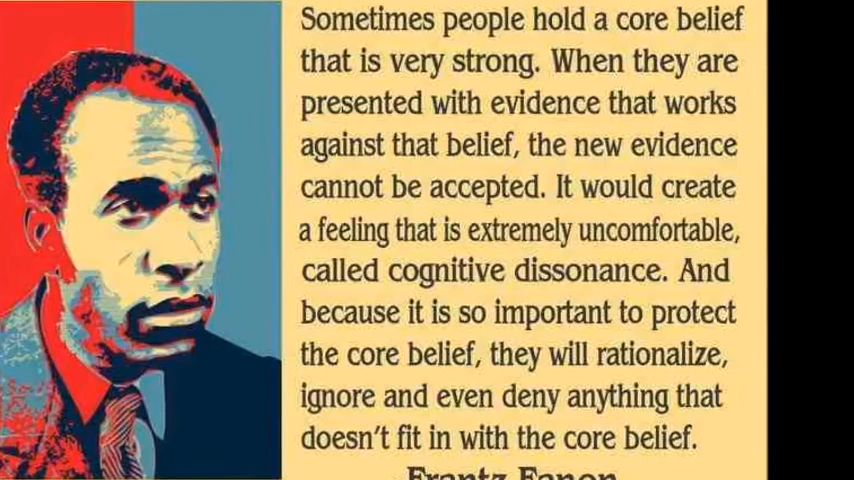 Sometimes people hold a core belief
that is very strong. When they are
presented with evidence that works
against that belief, the new evidence
cannot be accepted. It would create
a feeling that is extremely uncomfortable,
called cognitive dissonance. And
because it is so important to protect
the core belief, they will rationalize,
ignore and even deny anything that
doesn't fit in with the core belief.
- Frantz Fanon